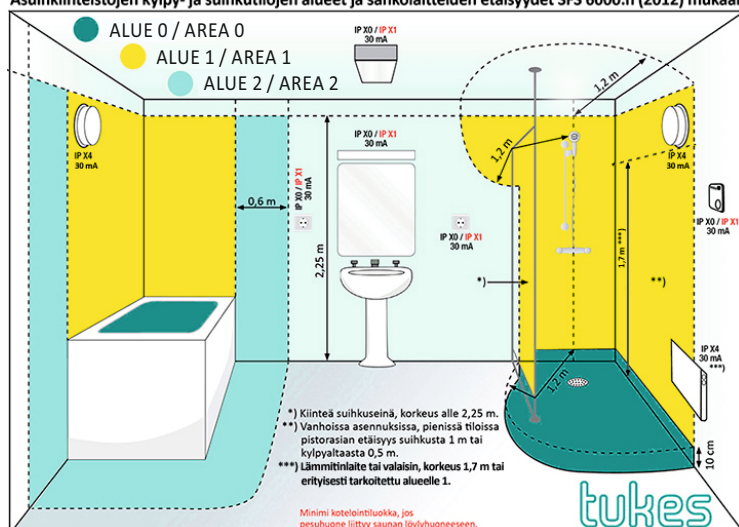 Asuinkiinteistöjen kylpy- ja suihkutilojen alueet ja sähkölaitteiden etäisyydet SFS 6000:n (2012) mukaan
ALUE 0 / AREA 0
ALUE 1 / AREA 1
ALUE 2 / AREA 2
IP X0 / IP X1
30 mA
1,2 m
IP X4
30 mA
IP X0 / IP X1
30 mA
1,2 m
IP X4
30 mA
0,6 m
IP X0 / IP X1
30 mA
2,25 m
IP X0 / IP X1
30 mA
1,7 m ***)
IP X0 / IP X1
30 mA
*)
**)
IP X4
30 mA
***)
1,2 m
10 cm
*) Kiinteä suihkuseinä, korkeus alle 2,25 m.
**) Vanhoissa asennuksissa, pienissä tiloissa
pistorasian etäisyys suihkusta 1 m tai
kylpyaltaasta 0,5 m.
***) Lämmitinlaite tai valaisin, korkeus 1,7 m tai
erityisesti tarkoitettu alueelle 1.
Minimi kotelointiluokka, jos
pesuhuone liittyy saunan löylyhuoneeseen.
tukes